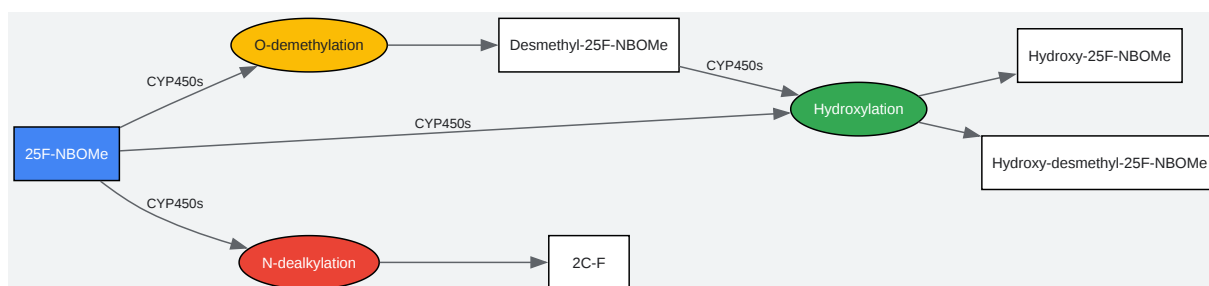 O-demethylation
Desmethyl-25F-NBOMe
Hydroxy-25F-NBOMe
CYP450s
CYP450s
Hydroxylation
CYP450s
25F-NBOMe
Hydroxy-desmethyl-25F-NBOMe
CYP450s
N-dealkylation
2C-F